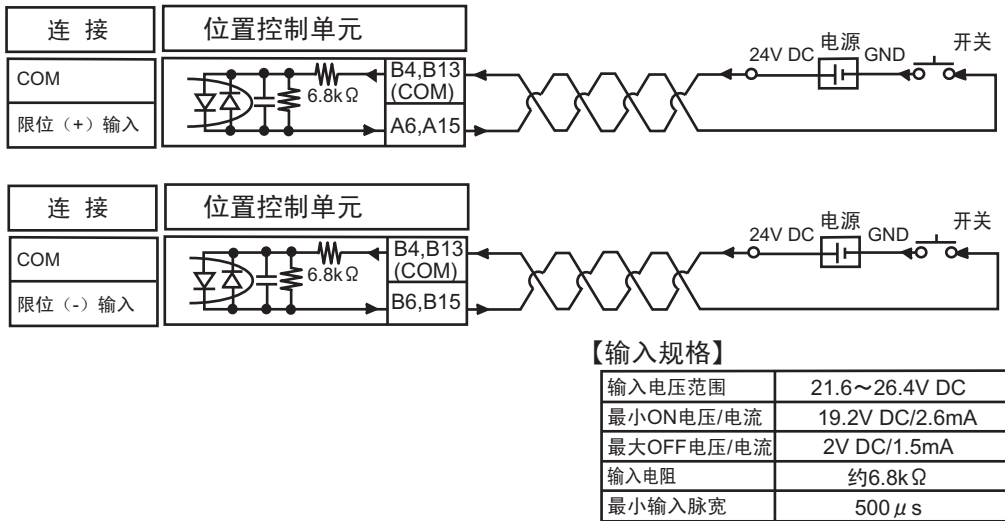 连 接
位置控制单元
COM
限位（+）输入
6.8kΩ
B4,B13
(COM)
A6,A15
24V DC
电源
GND
开关
连 接
位置控制单元
COM
限位（-）输入
6.8kΩ
B4,B13
(COM)
B6,B15
24V DC
电源
GND
开关
【输入规格】
输入电压范围 21.6～26.4V DC
最小ON电压/电流 19.2V DC/2.6mA
最大OFF电压/电流 2V DC/1.5mA
输入电阻 约6.8kΩ
最小输入脉宽 500μs